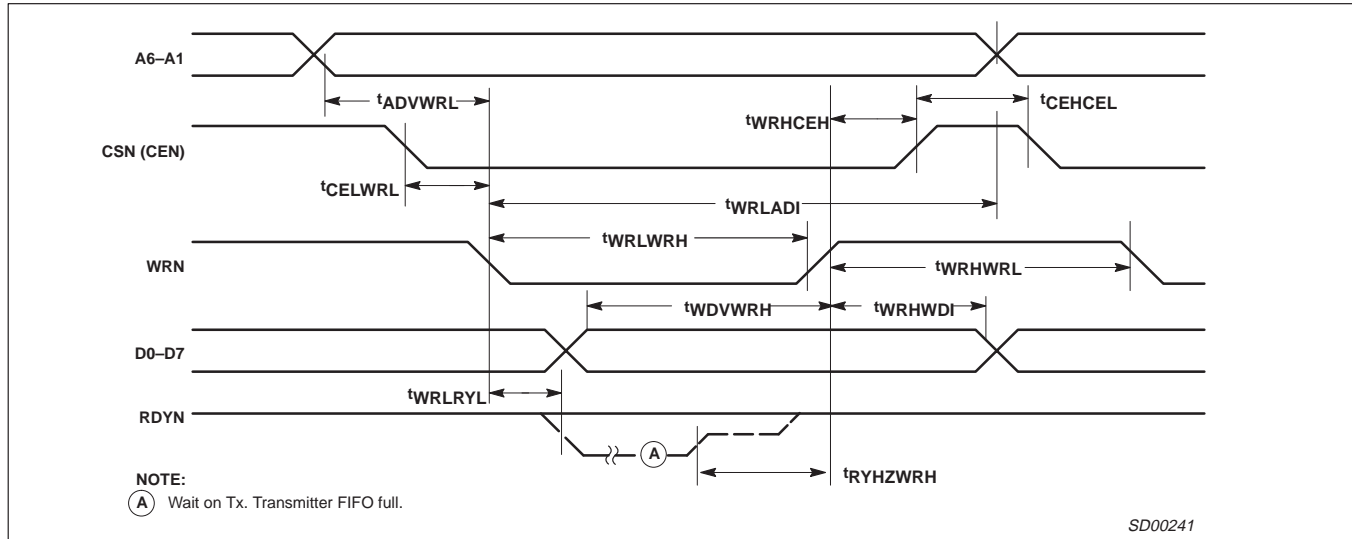 A6–A1
tADVWRL
tCEHCEL
tWRHCEH
CSN (CEN)
tCELWRL
tWRLADI
tWRLWRH
WRN
tWRHWRL
tWDVWRH
tWRHWDI
D0–D7
tWRLRYL
RDYN
A
tRYHZWRH
NOTE:
A Wait on Tx. Transmitter FIFO full.
SD00241